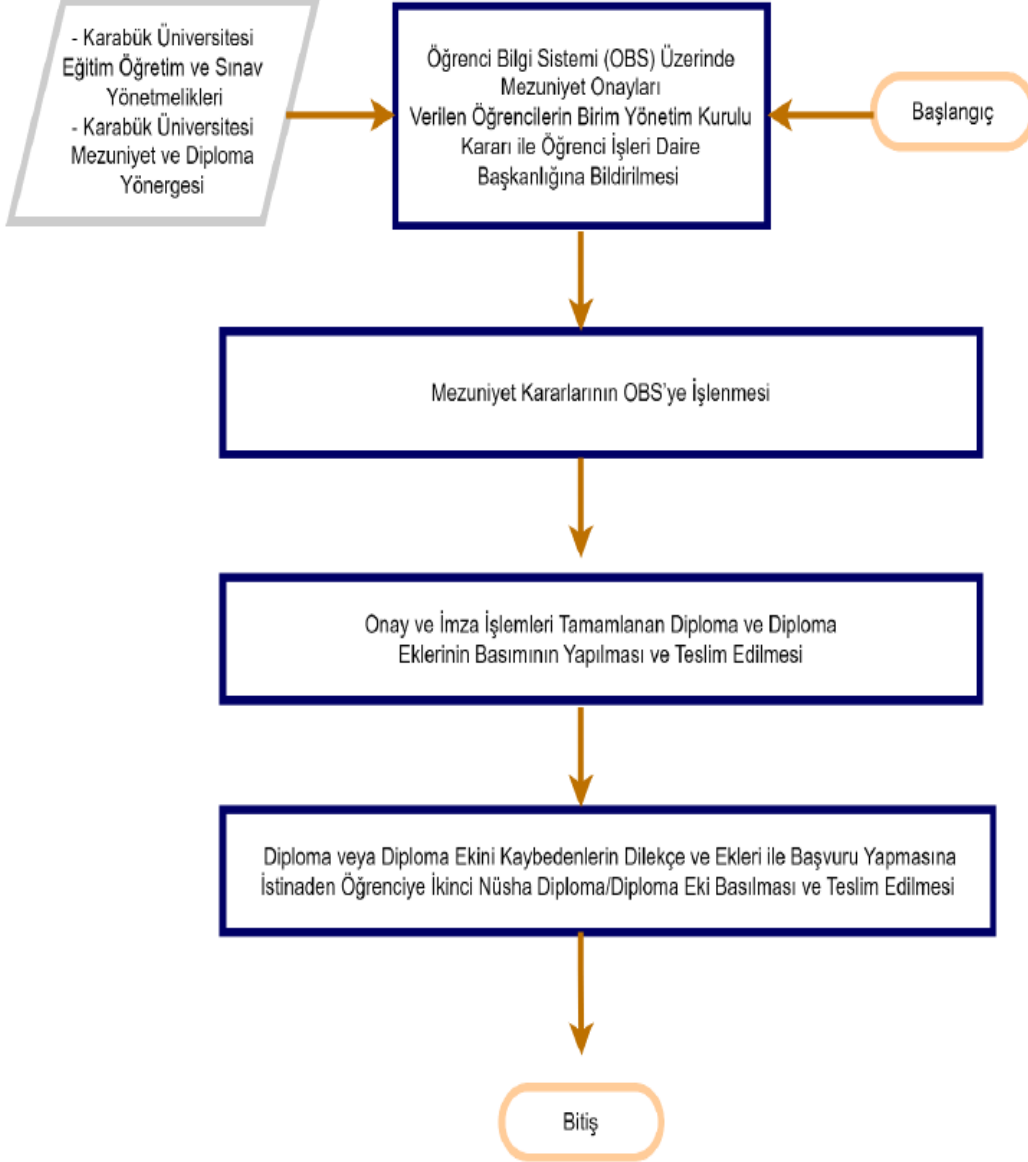 - Karabük Üniversitesi
Eğitim Öğretim ve Sınav
Yönetmelikleri
- Karabük Üniversitesi
Mezuniyet ve Diploma
Yönergesi
Öğrenci Bilgi Sistemi (OBS) Üzerinde
Mezuniyet Onayları
Verilen Öğrencilerin Birim Yönetim Kurulu
Kararı ile Öğrenci İşleri Daire
Başkanlığına Bildirilmesi
Başlangıç
Mezuniyet Kararlarının OBS'ye İşlenmesi
Onay ve İmza İşlemleri Tamamlanan Diploma ve Diploma
Eklerinin Basımının Yapılması ve Teslim Edilmesi
Diploma veya Diploma Ekini Kaybedenlerin Dilekçe ve Ekleri ile Başvuru Yapmasına
İstinaden Öğrenciye İkinci Nüsha Diploma/Diploma Eki Basılması ve Teslim Edilmesi
Bitiş